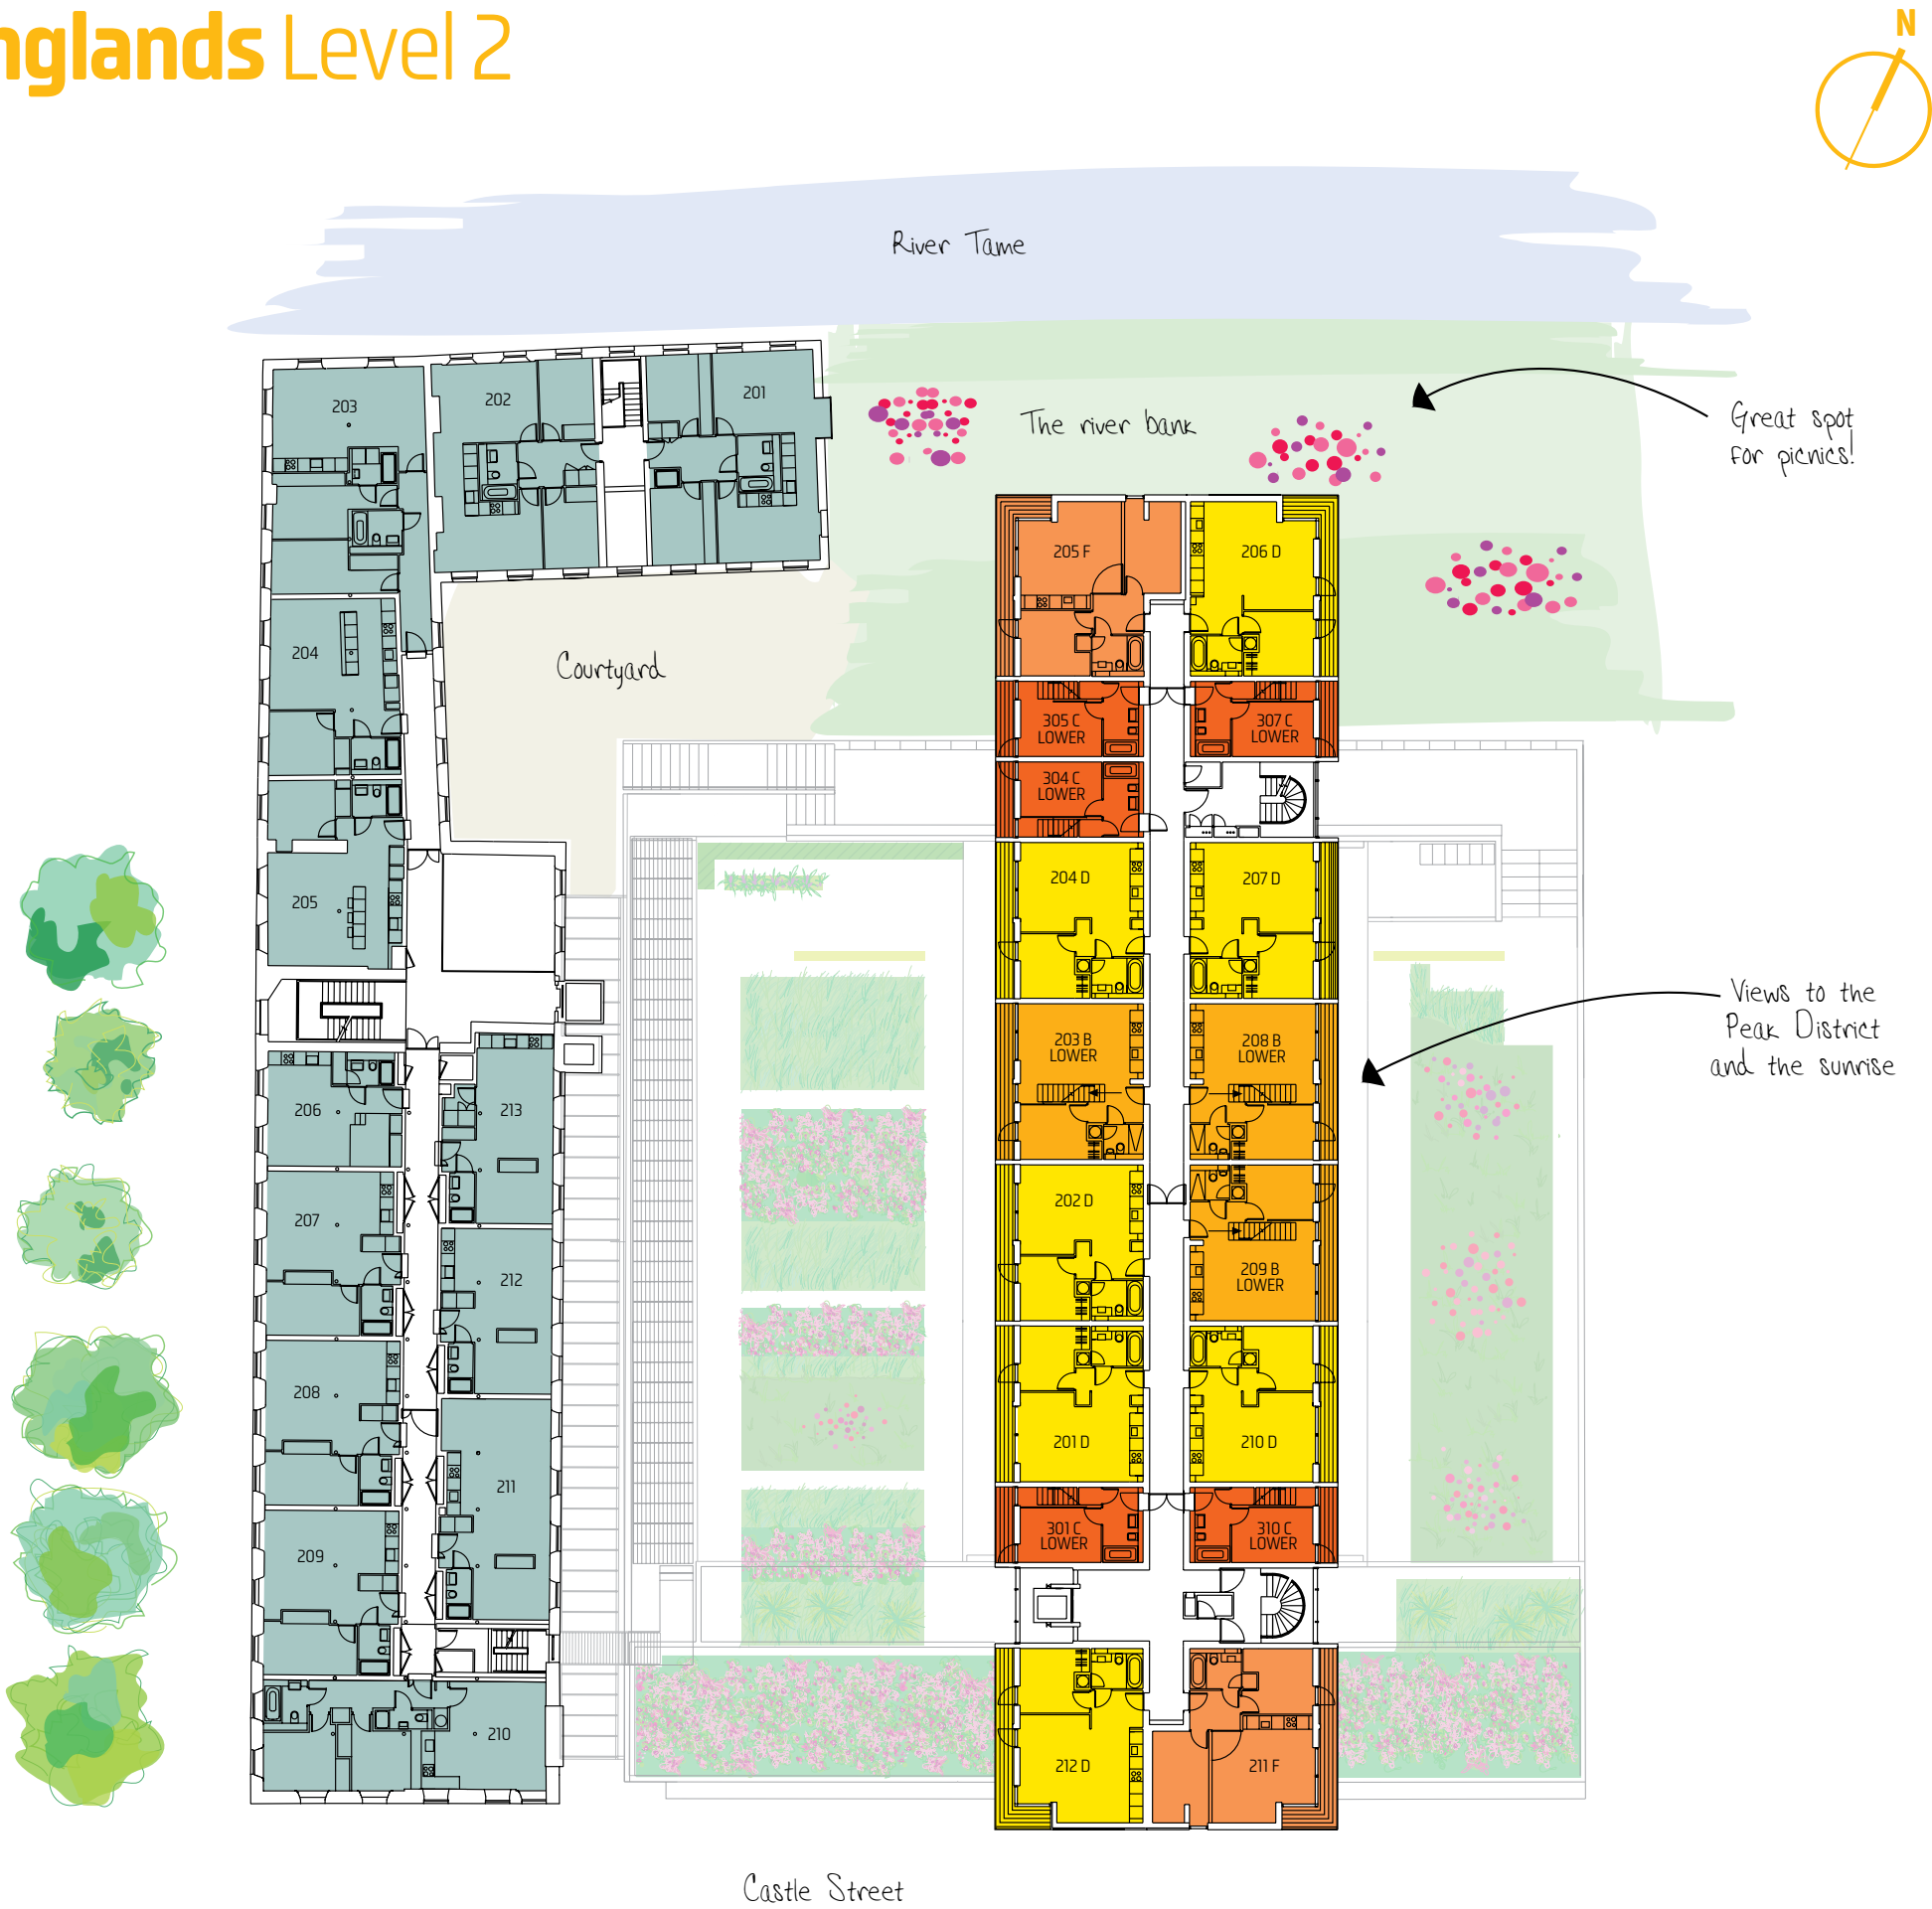 nglands Level 2
N
River Tame
203
202
201
The river bank
Great spot
for picnics!
205 F
206 D
204
Courtyard
305 C
LOWER
307 C
LOWER
304 C
LOWER
205
204 D
207 D
Views to the
Peak District
and the sunrise
203 B
LOWER
208 B
LOWER
206
213
207
202 D
212
209 B
LOWER
208
201 D
210 D
211
209
301 C
LOWER
310 C
LOWER
210
212 D
211 F
Castle Street